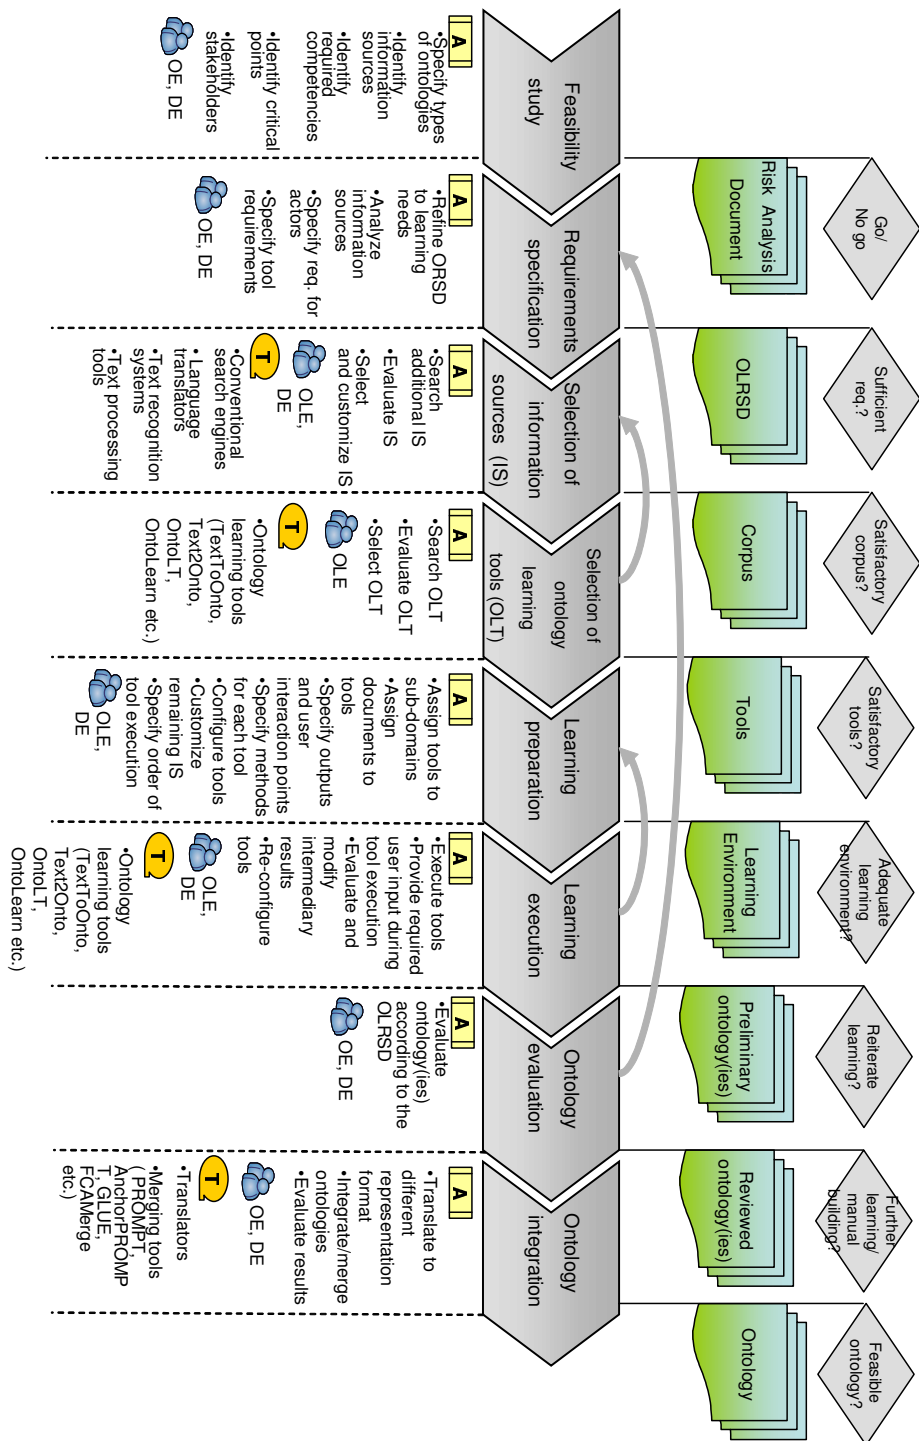 Go/
No go
Sufficient
req.?
Satisfactory
corpus?
Satisfactory
tools?
Adequate
learning
environment?
Reiterate
learning?
Further
learning/
manual
building?
Feasible
ontology?
Risk Analysis
Document
OLRSD
Corpus
Tools
Learning
Environment
Preliminary
ontology(ies)
Reviewed
ontology(ies)
Ontology
Feasibility
study
Requirements
specification
Selection of
information
sources (IS)
Selection of
ontology
learning
tools (OLT)
Learning
preparation
Learning
execution
Ontology
evaluation
Ontology
integration
A
•Specify types
of ontologies
•Identify
information
sources
•Identify
required
competencies
•Identify critical
points
•Identify
stakeholders
OE, DE
A
•Refine ORSD
to learning
needs
•Analyze
information
sources
•Specify req. for
actors
•Specify tool
requirements
OE, DE
A
•Search
additional IS
•Evaluate IS
•Select
and customize IS
OLE,
DE
T
•Conventional
search engines
•Language
translators
•Text recognition
systems
•Text processing
tools
A
•Search OLT
•Evaluate OLT
•Select OLT
OLE
T
•Ontology
learning tools
(TextToOnto,
Text2Onto,
OntoLT,
OntoLearn etc.)
A
•Assign tools to
sub-domains
•Assign
documents to
tools
•Specify outputs
and user
interaction points
•Specify methods
for each tool
•Configure tools
•Customize
remaining IS
•Specify order of
tool execution
OLE,
DE
A
•Execute tools
•Provide required
user input during
tool execution
•Evaluate and
modify
intermediary
results
•Re-configure
tools
OLE,
DE
T
•Ontology
learning tools
(TextToOnto,
Text2Onto,
OntoLT,
OntoLearn etc.)
A
•Evaluate
ontology(ies)
according to the
OLRSD
OE, DE
A
•Translate to
different
representation
format
•Integrate/merge
ontologies
•Evaluate results
OE, DE
T
•Translators
•Merging tools
( PROMPT,
AnchorPROMP
T, GLUE,
FCAMerge
etc.)